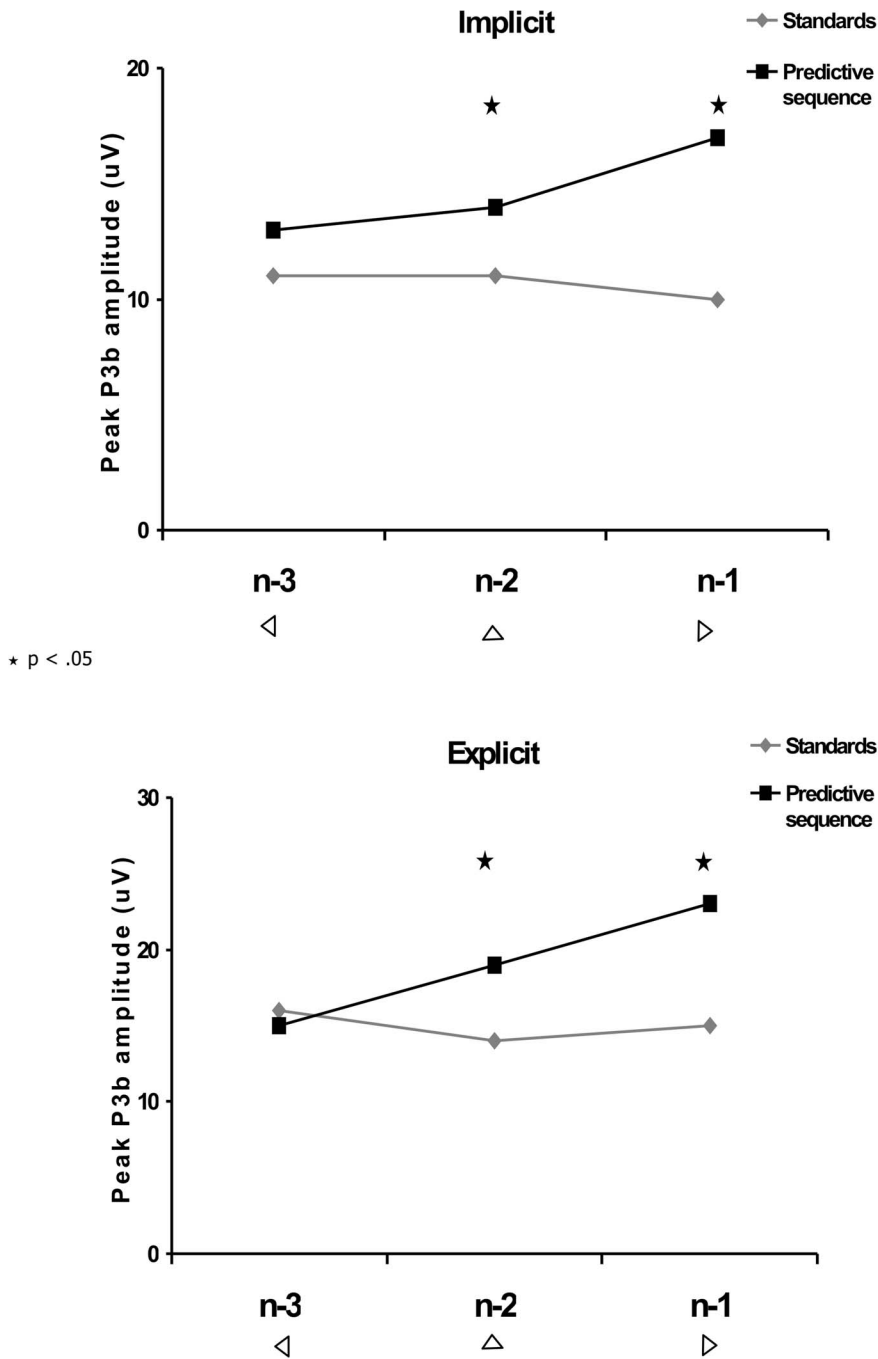 Implicit
Standards
Predictive
sequence
Peak P3b amplitude (uV)
20
10
0
n-3
n-2
n-1
★ p < .05
Explicit
Standards
Predictive
sequence
Peak P3b amplitude (uV)
30
20
10
0
n-3
n-2
n-1